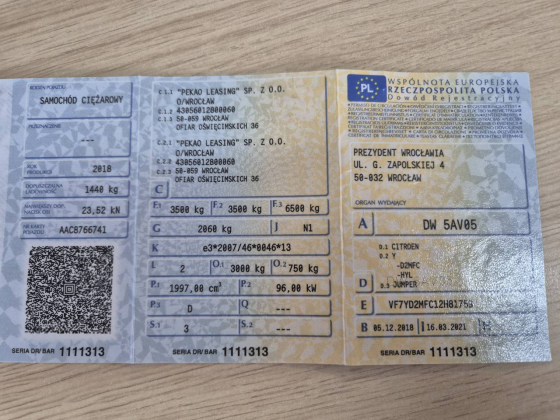 RODZAJ POJAZDU
SAMOCHÓD CIĘŻAROWY
PRZEZNACZENIE
---
ROK PRODUKCJI
2018
DOPUSZCZALNA ŁADOWNOŚĆ
1440 kg
NAJWIĘKSZY DOP. NACISK OSI
23,52 kN
NR KARTY POJAZDU
AAC8766741
SERIA DR/BAR 1111313
C.1.1 "PEKAO LEASING" SP. Z O.O.
O/WROCŁAW
C.1.2 43056012000060
C.1.3 50-059 WROCŁAW
OFIAR OŚWIĘCIMSKICH 36
C.2.1 "PEKAO LEASING" SP. Z O.O.
O/WROCŁAW
C.2.2 43056012000060
C.2.3 50-059 WROCŁAW
OFIAR OŚWIĘCIMSKICH 36
C
F.1 3500 kg F.2 3500 kg F.3 6500 kg
G 2060 kg J N1
K e3*2007/46*0046*13
L 2 O.1 3000 kg O.2 750 kg
P.1 1997,00 cm³ P.2 96,00 kW
P.3 D Q ---
S.1 3 S.2 ---
SERIA DR/BAR 1111313
PL
WSPÓLNOTA EUROPEJSKA
RZECZPOSPOLITA POLSKA
Dowód Rejestracyjny
PREZYDENT WROCŁAWIA
UL. G. ZAPOLSKIEJ 4
50-032 WROCŁAW
ORGAN WYDAJĄCY
A DW 5AV05
D.1 CITROEN
D.2 Y
-D2MFC
-HYL
D D.3 JUMPER
E
B 05.12.2018 16.03.2021
SERIA DR/BAR 1111313